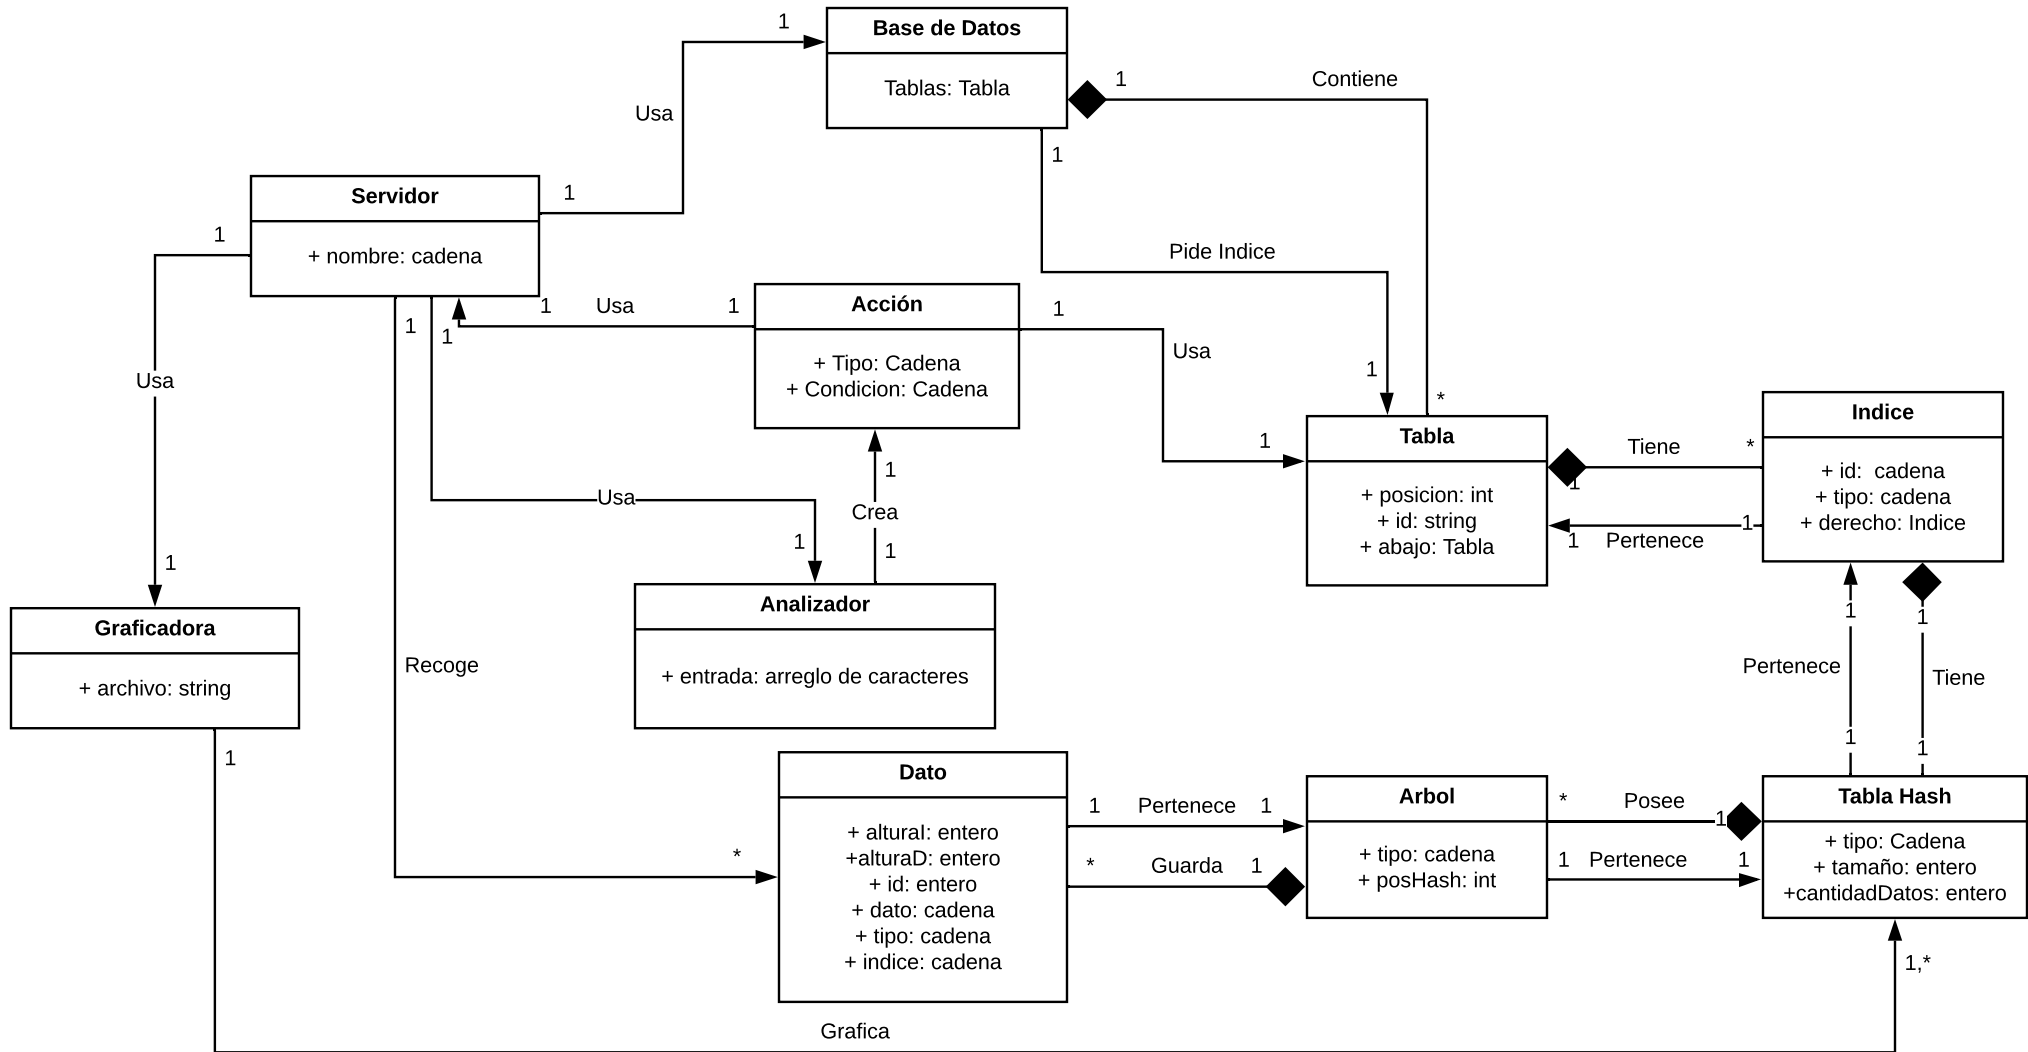 1
Base de Datos
Tablas: Tabla
1
Contiene
Usa
1
Servidor
+ nombre: cadena
1
1
Pide Indice
1
Usa
1
Acción
+ Tipo: Cadena
+ Condicion: Cadena
1
Usa
1
1
1
Usa
1
*
Tabla
+ posicion: int
+ id: string
+ abajo: Tabla
1
Tiene
*
Indice
+ id:  cadena
+ tipo: cadena
+ derecho: Indice
1
1
Pertenece
1
Crea
1
Usa
1
1
Analizador
+ entrada: arreglo de caracteres
Graficadora
+ archivo: string
Recoge
1
1
Pertenece
Tiene
1
1
1
Dato
+ alturaI: entero
+alturaD: entero
+ id: entero
+ dato: cadena
+ tipo: cadena
+ indice: cadena
*
1
Pertenece
1
*
Guarda
1
Arbol
+ tipo: cadena
+ posHash: int
*
Posee
1
1
Pertenece
1
Tabla Hash
+ tipo: Cadena
+ tamaño: entero
+cantidadDatos: entero
1,*
Grafica